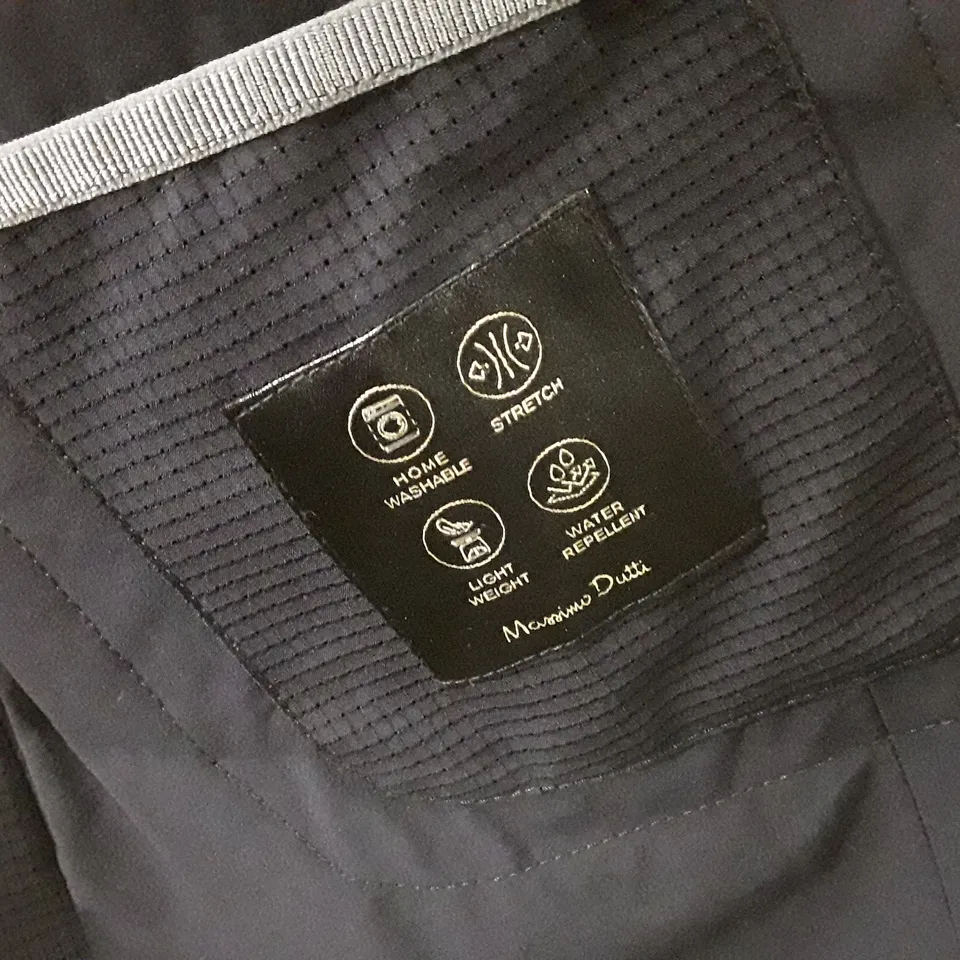 HOME
WASHABLE
STRETCH
LIGHT
WEIGHT
WATER
REPELLENT
Massimo Dutti